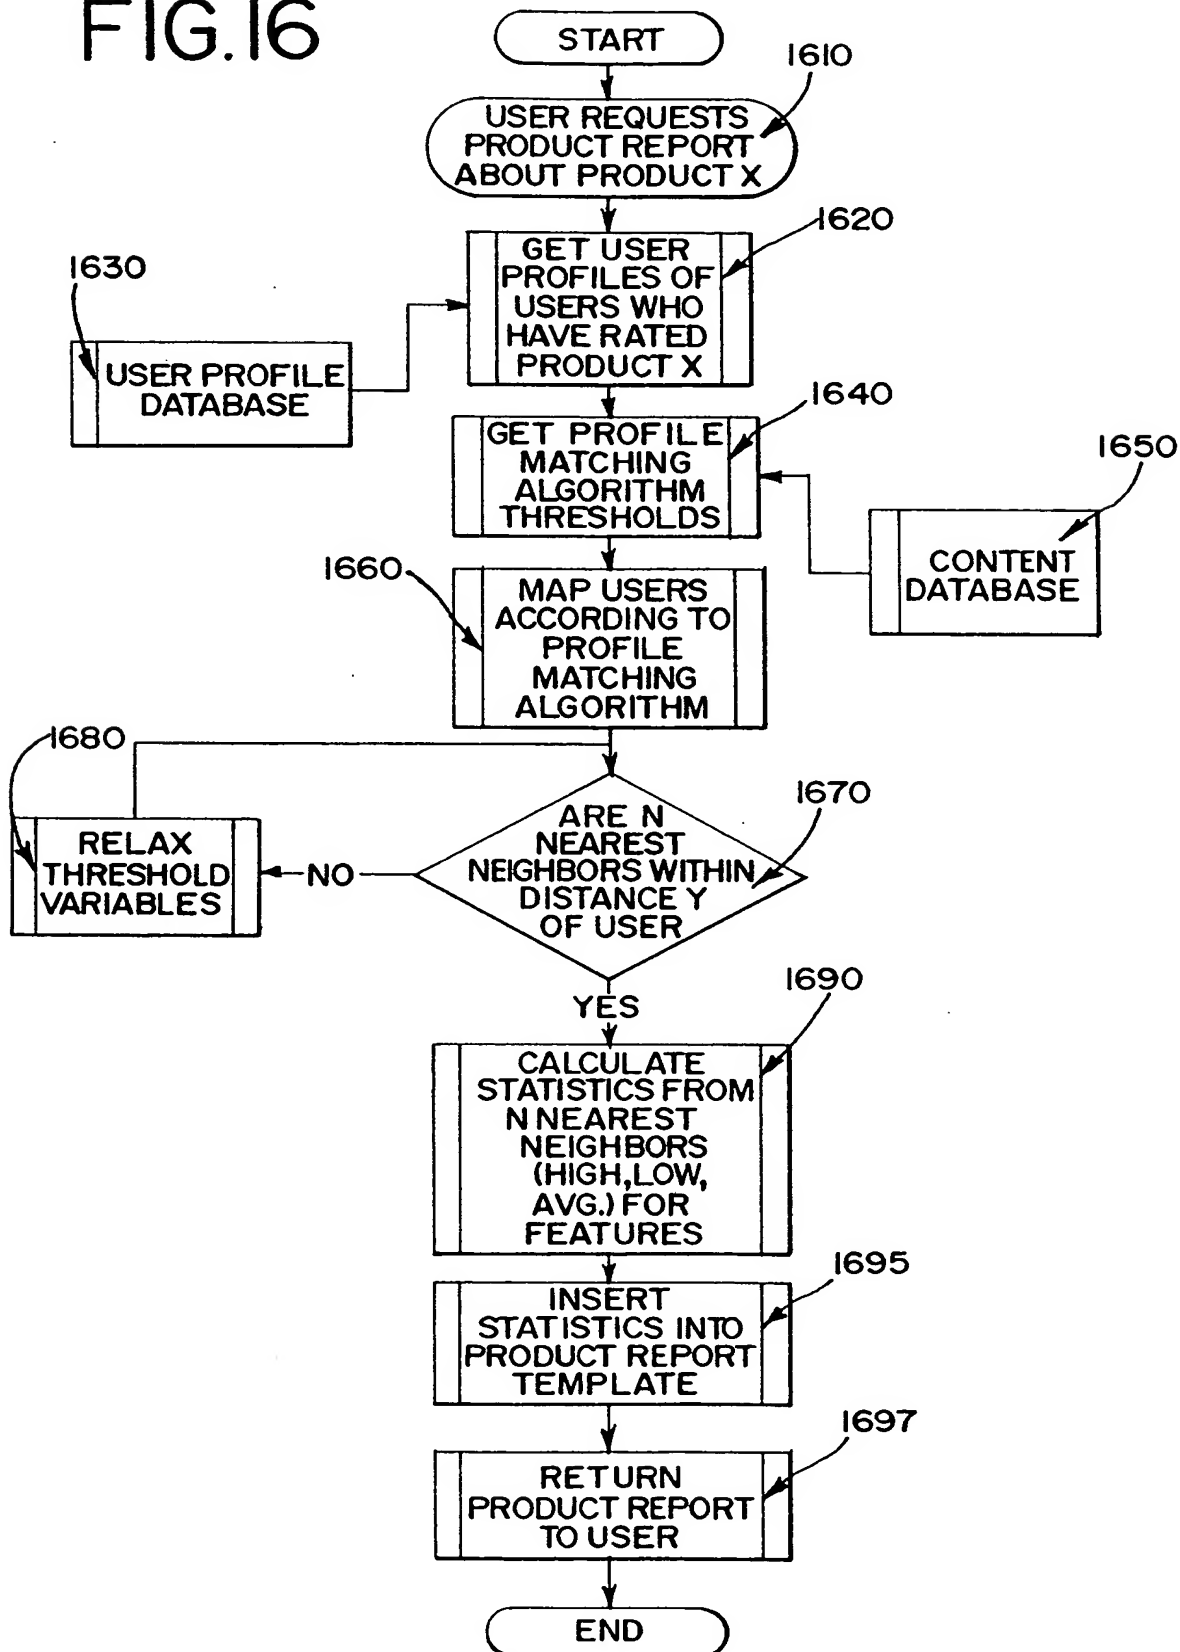 FIG.16
START
1610
USER REQUESTS
PRODUCT REPORT
ABOUT PRODUCT X
1620
GET USER
PROFILES OF
USERS WHO
HAVE RATED
PRODUCT X
1630
USER PROFILE
DATABASE
1640
GET PROFILE
MATCHING
ALGORITHM
THRESHOLDS
1650
CONTENT
DATABASE
1660
MAP USERS
ACCORDING TO
PROFILE
MATCHING
ALGORITHM
1680
RELAX
THRESHOLD
VARIABLES
NO
1670
ARE N
NEAREST
NEIGHBORS WITHIN
DISTANCE Y
OF USER
YES
1690
CALCULATE
STATISTICS FROM
N NEAREST
NEIGHBORS
(HIGH,LOW,
AVG.) FOR
FEATURES
1695
INSERT
STATISTICS INTO
PRODUCT REPORT
TEMPLATE
1697
RETURN
PRODUCT REPORT
TO USER
END